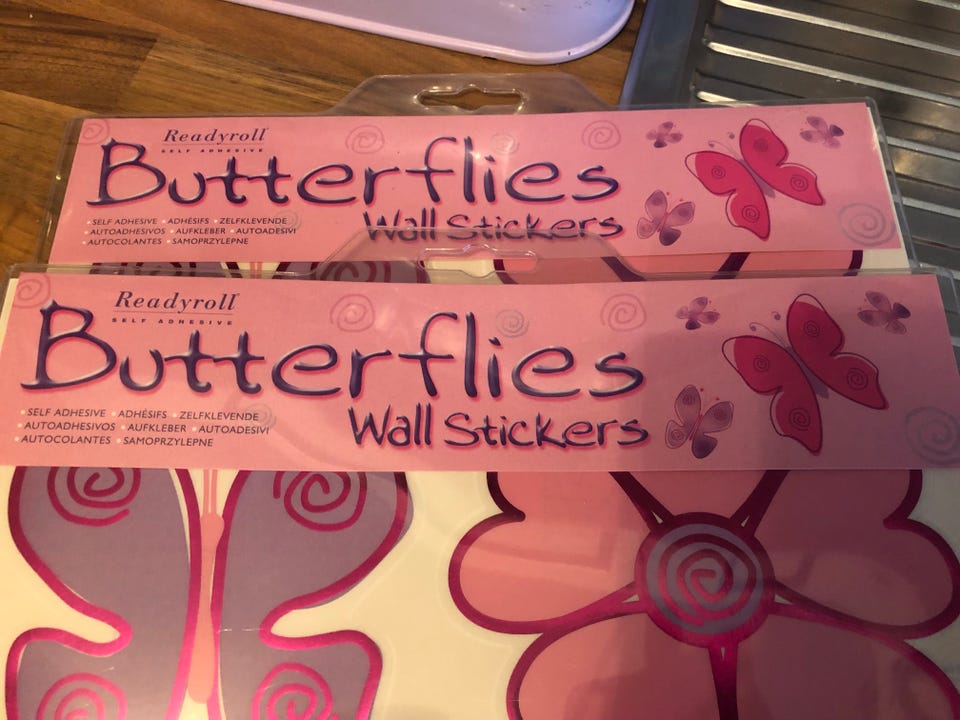 Readyroll
SELF ADHESIVE
Butterflies
Wall Stickers
• SELF ADHESIVE • ADHÉSIFS • ZELFKLEVENDE
• AUTOADHESIVOS • AUFKLEBER • AUTOADESIVI
• AUTOCOLANTES • SAMOPRZYLEPNE
Readyroll
SELF ADHESIVE
Butterflies
Wall Stickers
• SELF ADHESIVE • ADHÉSIFS • ZELFKLEVENDE
• AUTOADHESIVOS • AUFKLEBER • AUTOADESIVI
• AUTOCOLANTES • SAMOPRZYLEPNE